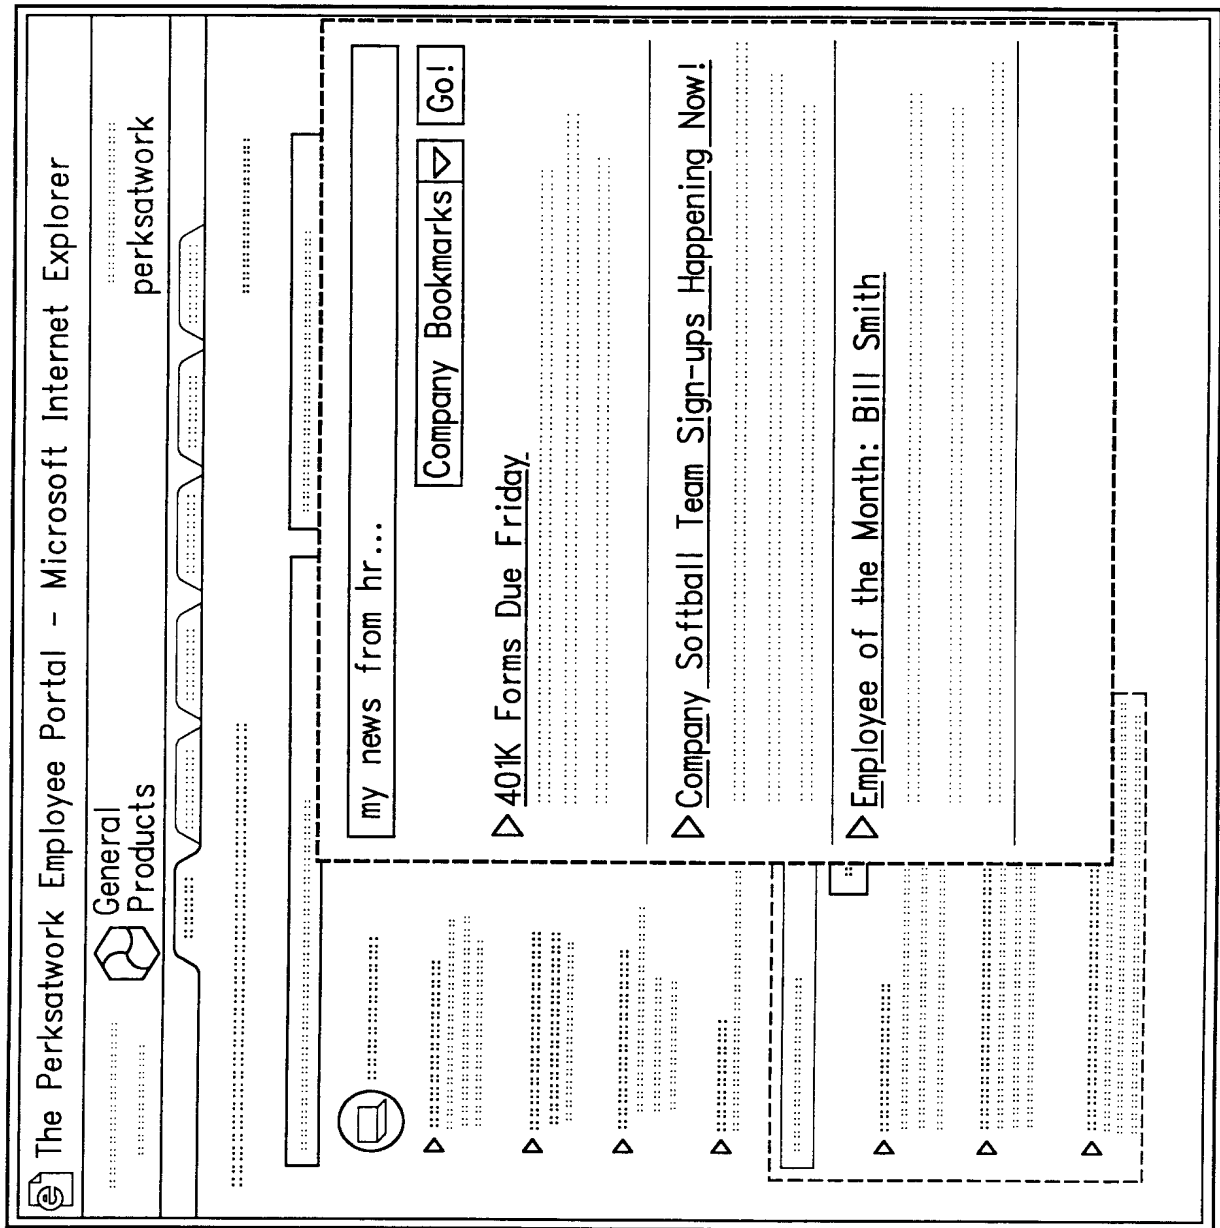 The Perksatwork Employee Portal - Microsoft Internet Explorer
General
Products
perksatwork
my news from hr...
Company Bookmarks
Go!
401K Forms Due Friday
Company Softball Team Sign-ups Happening Now!
Employee of the Month: Bill Smith